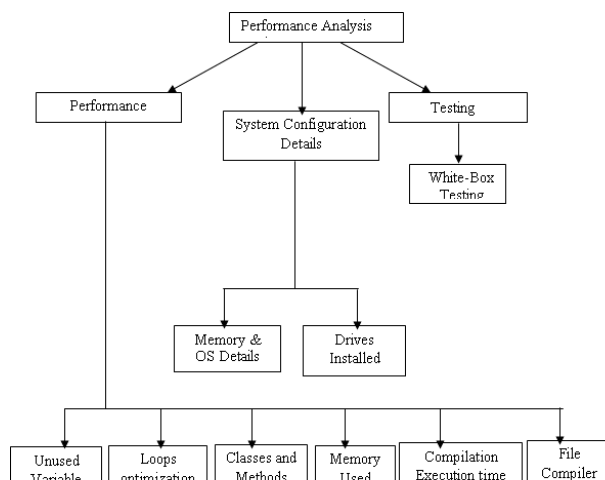 Performance Analysis
Performance
System Configuration
Details
Testing
White-Box
Testing
Memory &
OS Details
Drives
Installed
Unused
Variable
Loops
optimization
Classes and
Methods
Memory
Used
Compilation
Execution time
File
Compiler